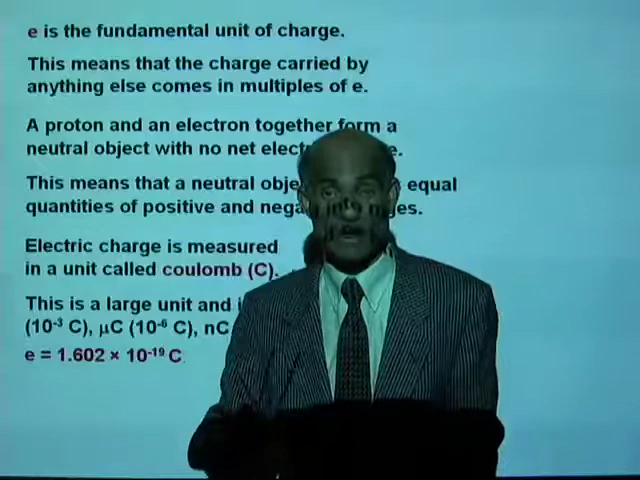 e is the fundamental unit of charge.
This means that the charge carried by
anything else comes in multiples of e.
A proton and an electron together form a
neutral object with no net
This means that a neutral equal
quantities of positive and
Electric charge is measured
in a unit called coulomb (C).
This is a large unit and
(10⁻³ C), μC (10⁻⁶ C), nC
e = 1.602 × 10⁻¹⁹ C